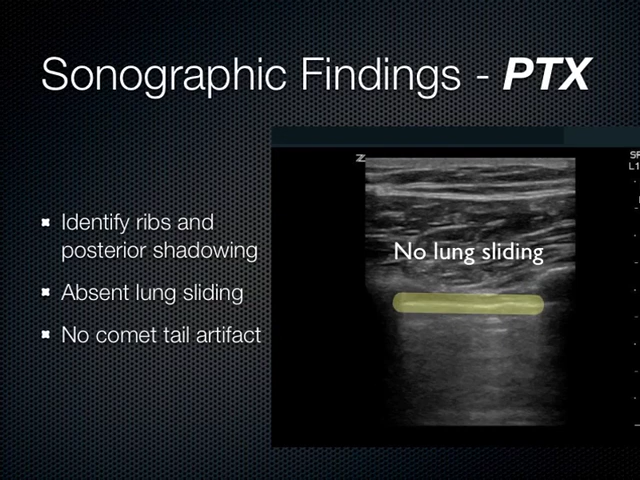 Sonographic Findings - PTX
Identify ribs and
posterior shadowing
Absent lung sliding
No comet tail artifact
No lung sliding
Z